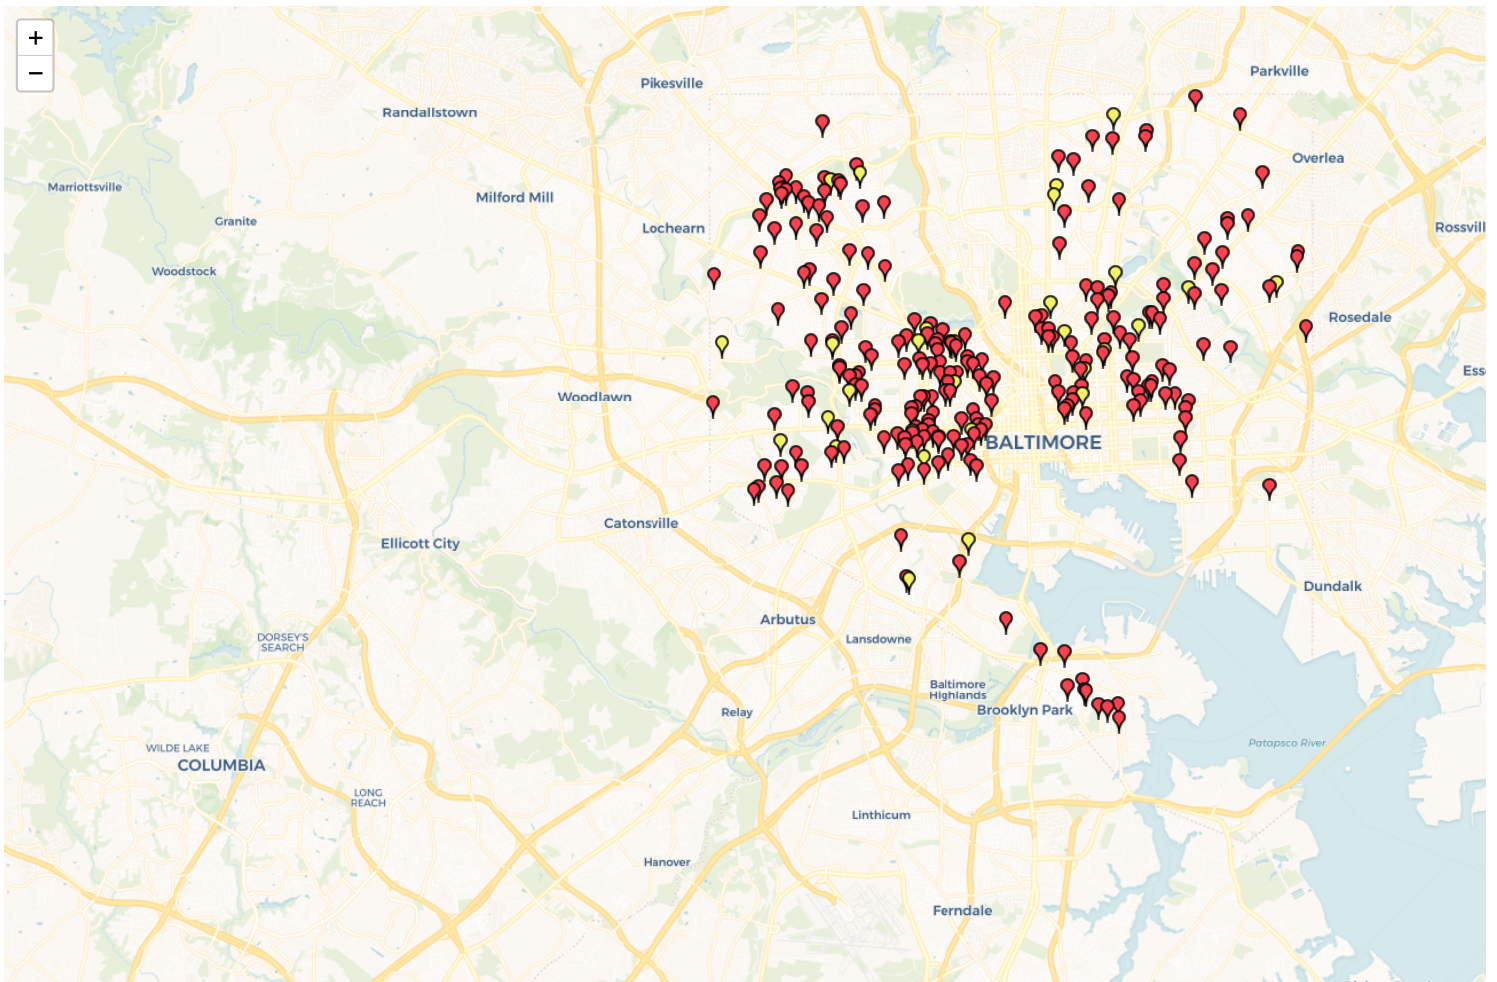 +
−
Pikesville
Parkville
Randallstown
Overlea
Marriottsville
Milford Mill
Granite
Lochearn
Rossvill
Woodstock
Rosedale
Ess
Woodlawn
BALTIMORE
Catonsville
Ellicott City
Dundalk
Arbutus
DORSEY'S
SEARCH
Lansdowne
Baltimore
Highlands
Brooklyn Park
Relay
Patapsco River
WILDE LAKE
COLUMBIA
LONG
REACH
Linthicum
Hanover
Ferndale